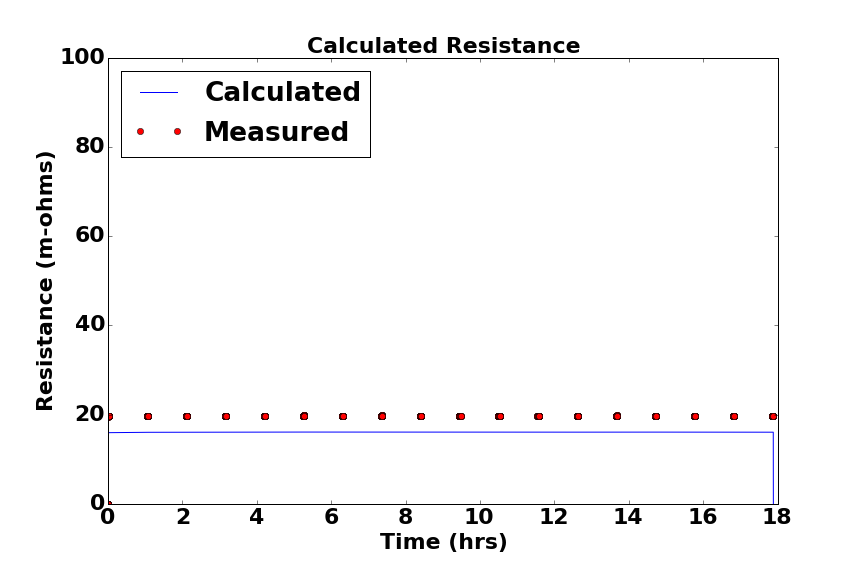 Calculated Resistance
100
80
60
40
20
0
Resistance (m-ohms)
Calculated
Measured
0 2 4 6 8 10 12 14 16 18
Time (hrs)